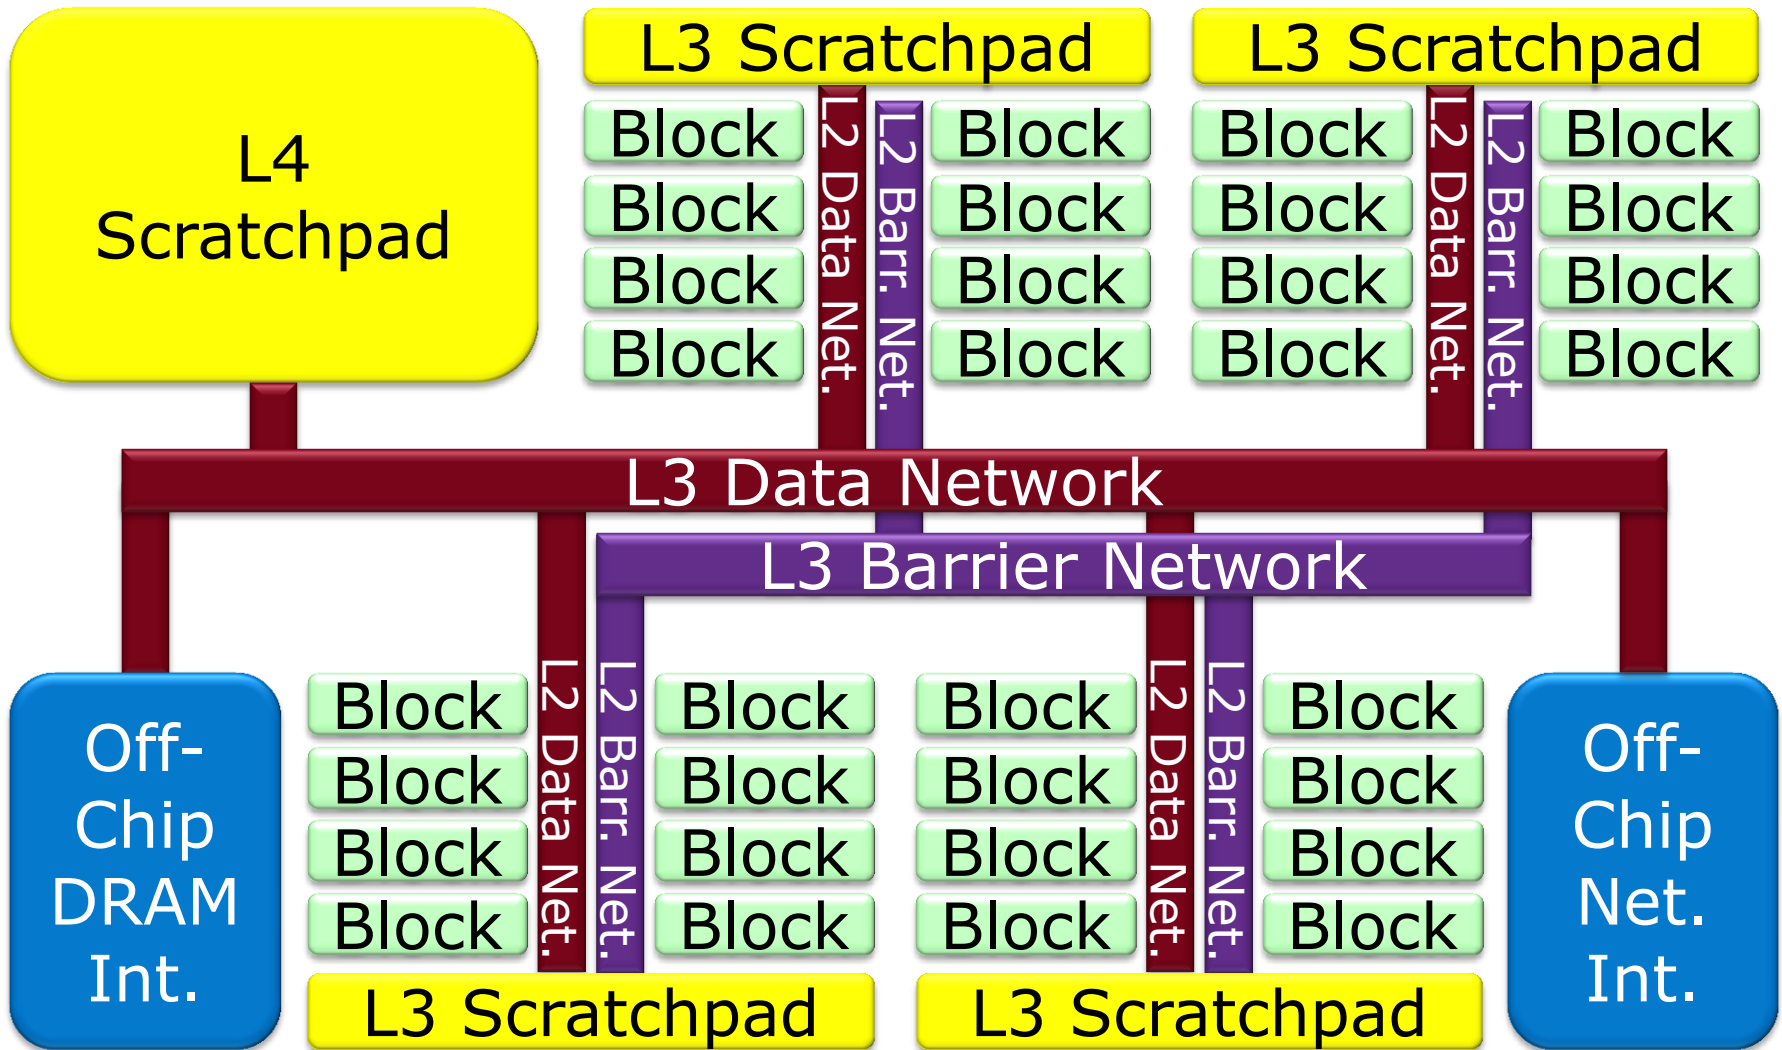 L4
Scratchpad
L3 Scratchpad
Block
Block
Block
Block
L2 Data Net.
L2 Barr. Net.
Block
Block
Block
Block
L3 Scratchpad
Block
Block
Block
Block
L2 Data Net.
L2 Barr. Net.
Block
Block
Block
Block
L3 Data Network
L3 Barrier Network
Off-
Chip
DRAM
Int.
Block
Block
Block
Block
L2 Data Net.
L2 Barr. Net.
Block
Block
Block
Block
L3 Scratchpad
Block
Block
Block
Block
L2 Data Net.
L2 Barr. Net.
Block
Block
Block
Block
L3 Scratchpad
Off-
Chip
Net.
Int.